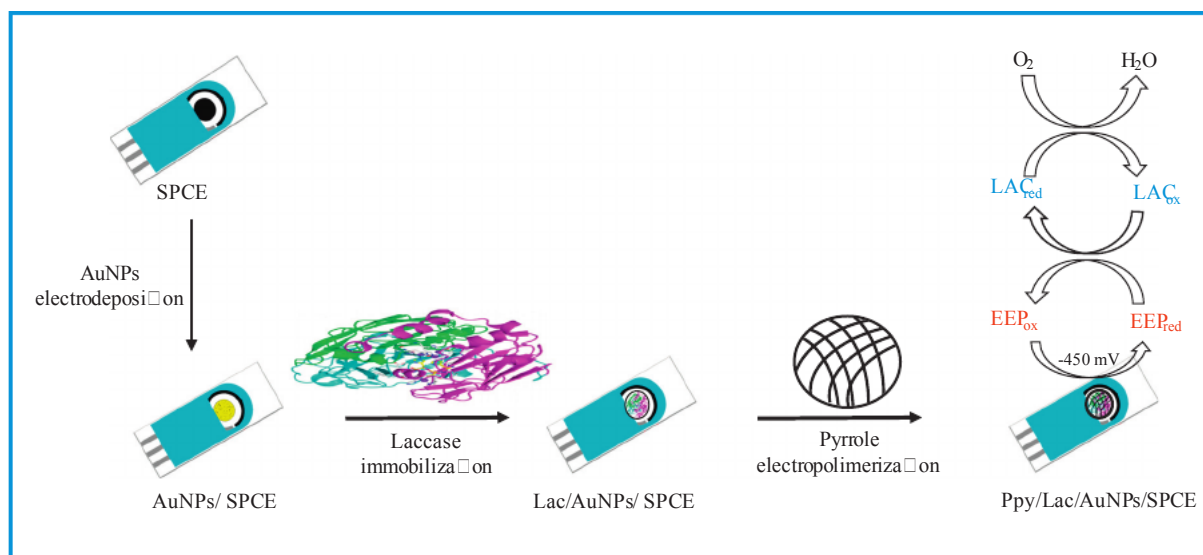 SPCE
AuNPs
electrodeposi□on
AuNPs/ SPCE
Laccase
immobiliza□on
Lac/AuNPs/ SPCE
Pyrrole
electropolimeriza□on
O₂
H₂O
LACred
LACox
EEPox
EEPred
-450 mV
Ppy/Lac/AuNPs/SPCE